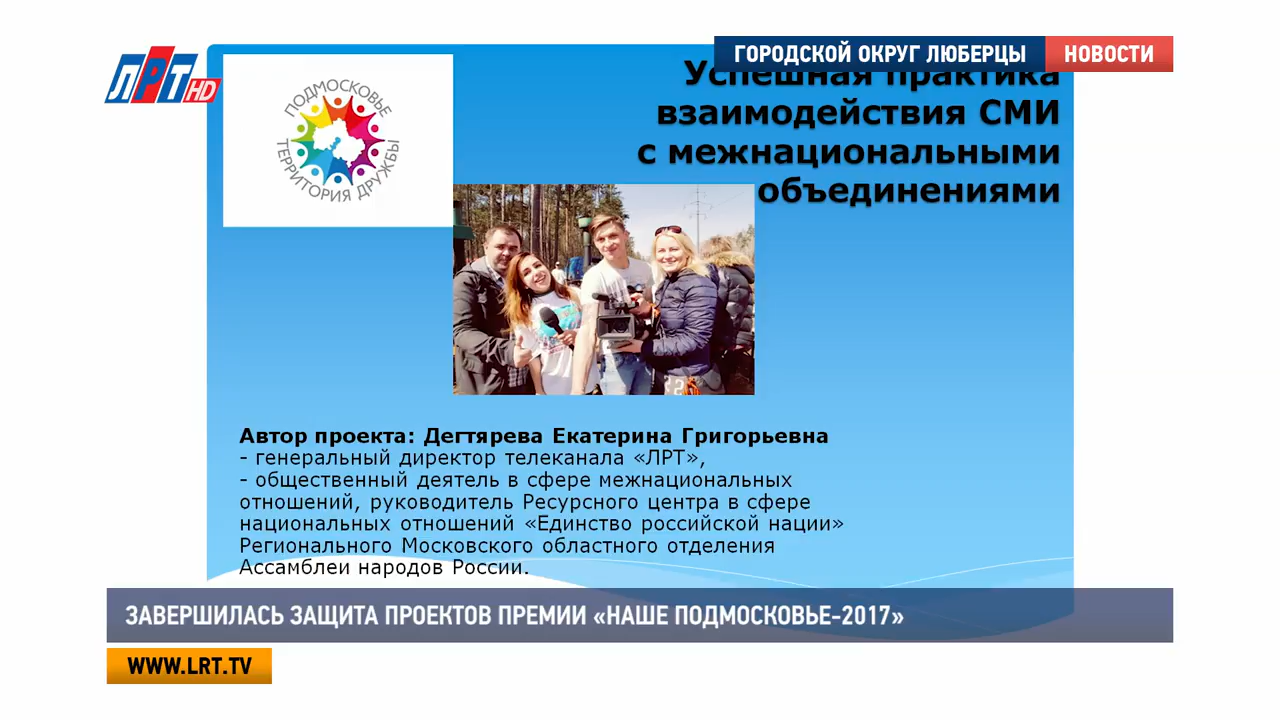 ЛРТ HD
ГОРОДСКОЙ ОКРУГ ЛЮБЕРЦЫ НОВОСТИ
ПОДМОСКОВЬЕ
ТЕРРИТОРИЯ ДРУЖБЫ
Успешная практика
взаимодействия СМИ
с межнациональными
объединениями
Автор проекта: Дегтярева Екатерина Григорьевна
- генеральный директор телеканала «ЛРТ»,
- общественный деятель в сфере межнациональных
отношений, руководитель Ресурсного центра в сфере
национальных отношений «Единство российской нации»
Регионального Московского областного отделения
Ассамблеи народов России.
ЗАВЕРШИЛАСЬ ЗАЩИТА ПРОЕКТОВ ПРЕМИИ «НАШЕ ПОДМОСКОВЬЕ-2017»
WWW.LRT.TV